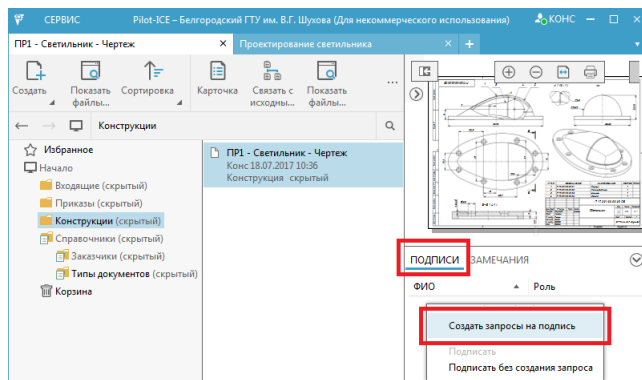 СЕРВИС Pilot-ICE – Белгородский ГТУ им. В.Г. Шухова (Для некоммерческого использования) КОНС
ПР1 - Светильник - Чертеж × Проектирование светильника × +
Создать Показать файлы... Сортировка Карточка Связать с исходны... Показать файлы... ...
Конструкции
Избранное
Начало
Входящие (скрытый)
Приказы (скрытый)
Конструкции (скрытый)
Справочники (скрытый)
Заказчики (скрытый)
Типы документов (скрытый)
Корзина
ПР1 - Светильник - Чертеж
Конс 18.07.2017 10:36
Конструкция скрытый
ПОДПИСИ ЗАМЕЧАНИЯ
ФИО Роль
Создать запросы на подпись
Подписать
Подписать без создания запроса